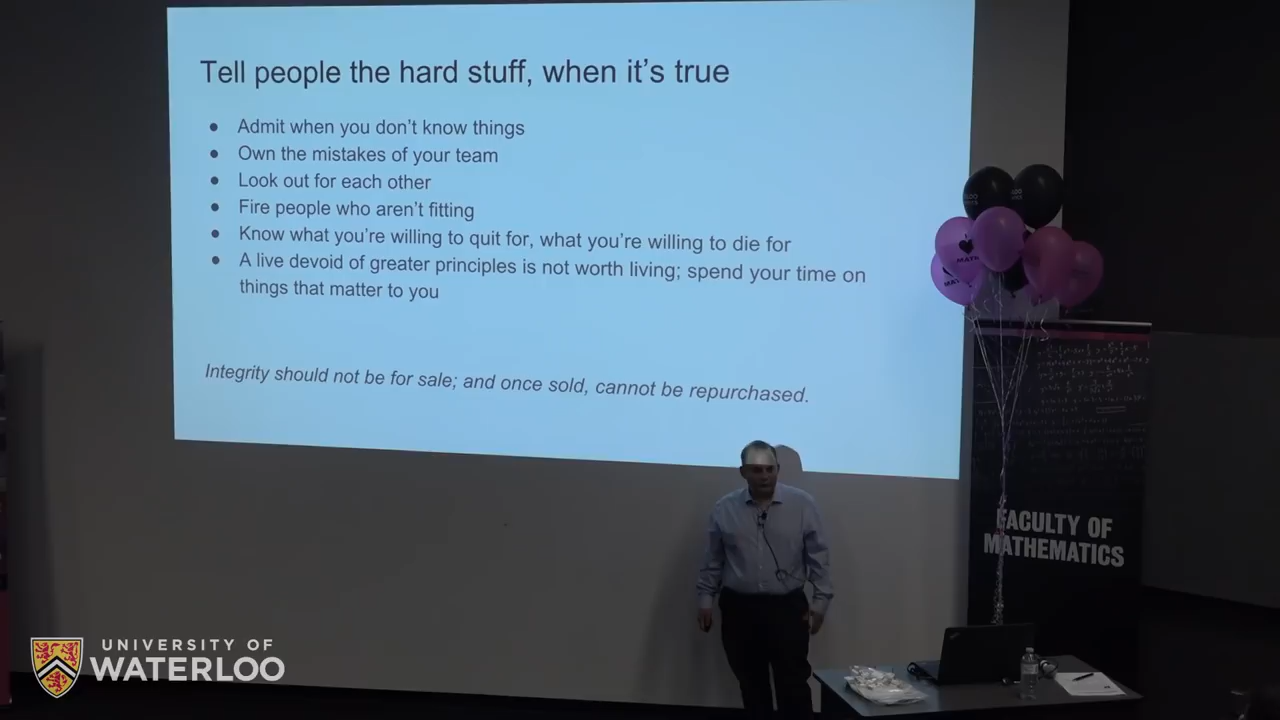 Tell people the hard stuff, when it's true
● Admit when you don't know things
● Own the mistakes of your team
● Look out for each other
● Fire people who aren't fitting
● Know what you're willing to quit for, what you're willing to die for
● A live devoid of greater principles is not worth living; spend your time on
things that matter to you
Integrity should not be for sale; and once sold, cannot be repurchased.
FACULTY OF
MATHEMATICS
UNIVERSITY OF
WATERLOO